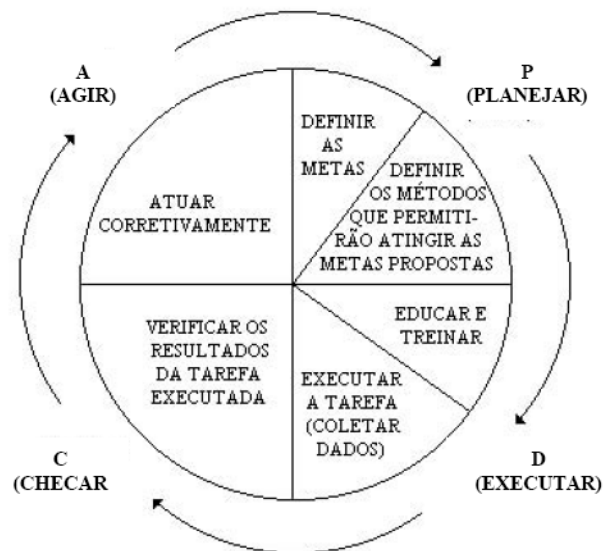 A
(AGIR)
P
(PLANEJAR)
DEFINIR
AS
METAS
DEFINIR
OS MÉTODOS
QUE PERMITI-
RÃO ATINGIR AS
METAS PROPOSTAS
ATUAR
CORRETIVAMENTE
EDUCAR E
TREINAR
VERIFICAR OS
RESULTADOS
DA TAREFA
EXECUTADA
EXECUTAR
A TAREFA
(COLETAR
DADOS)
C
(CHECAR
D
(EXECUTAR)